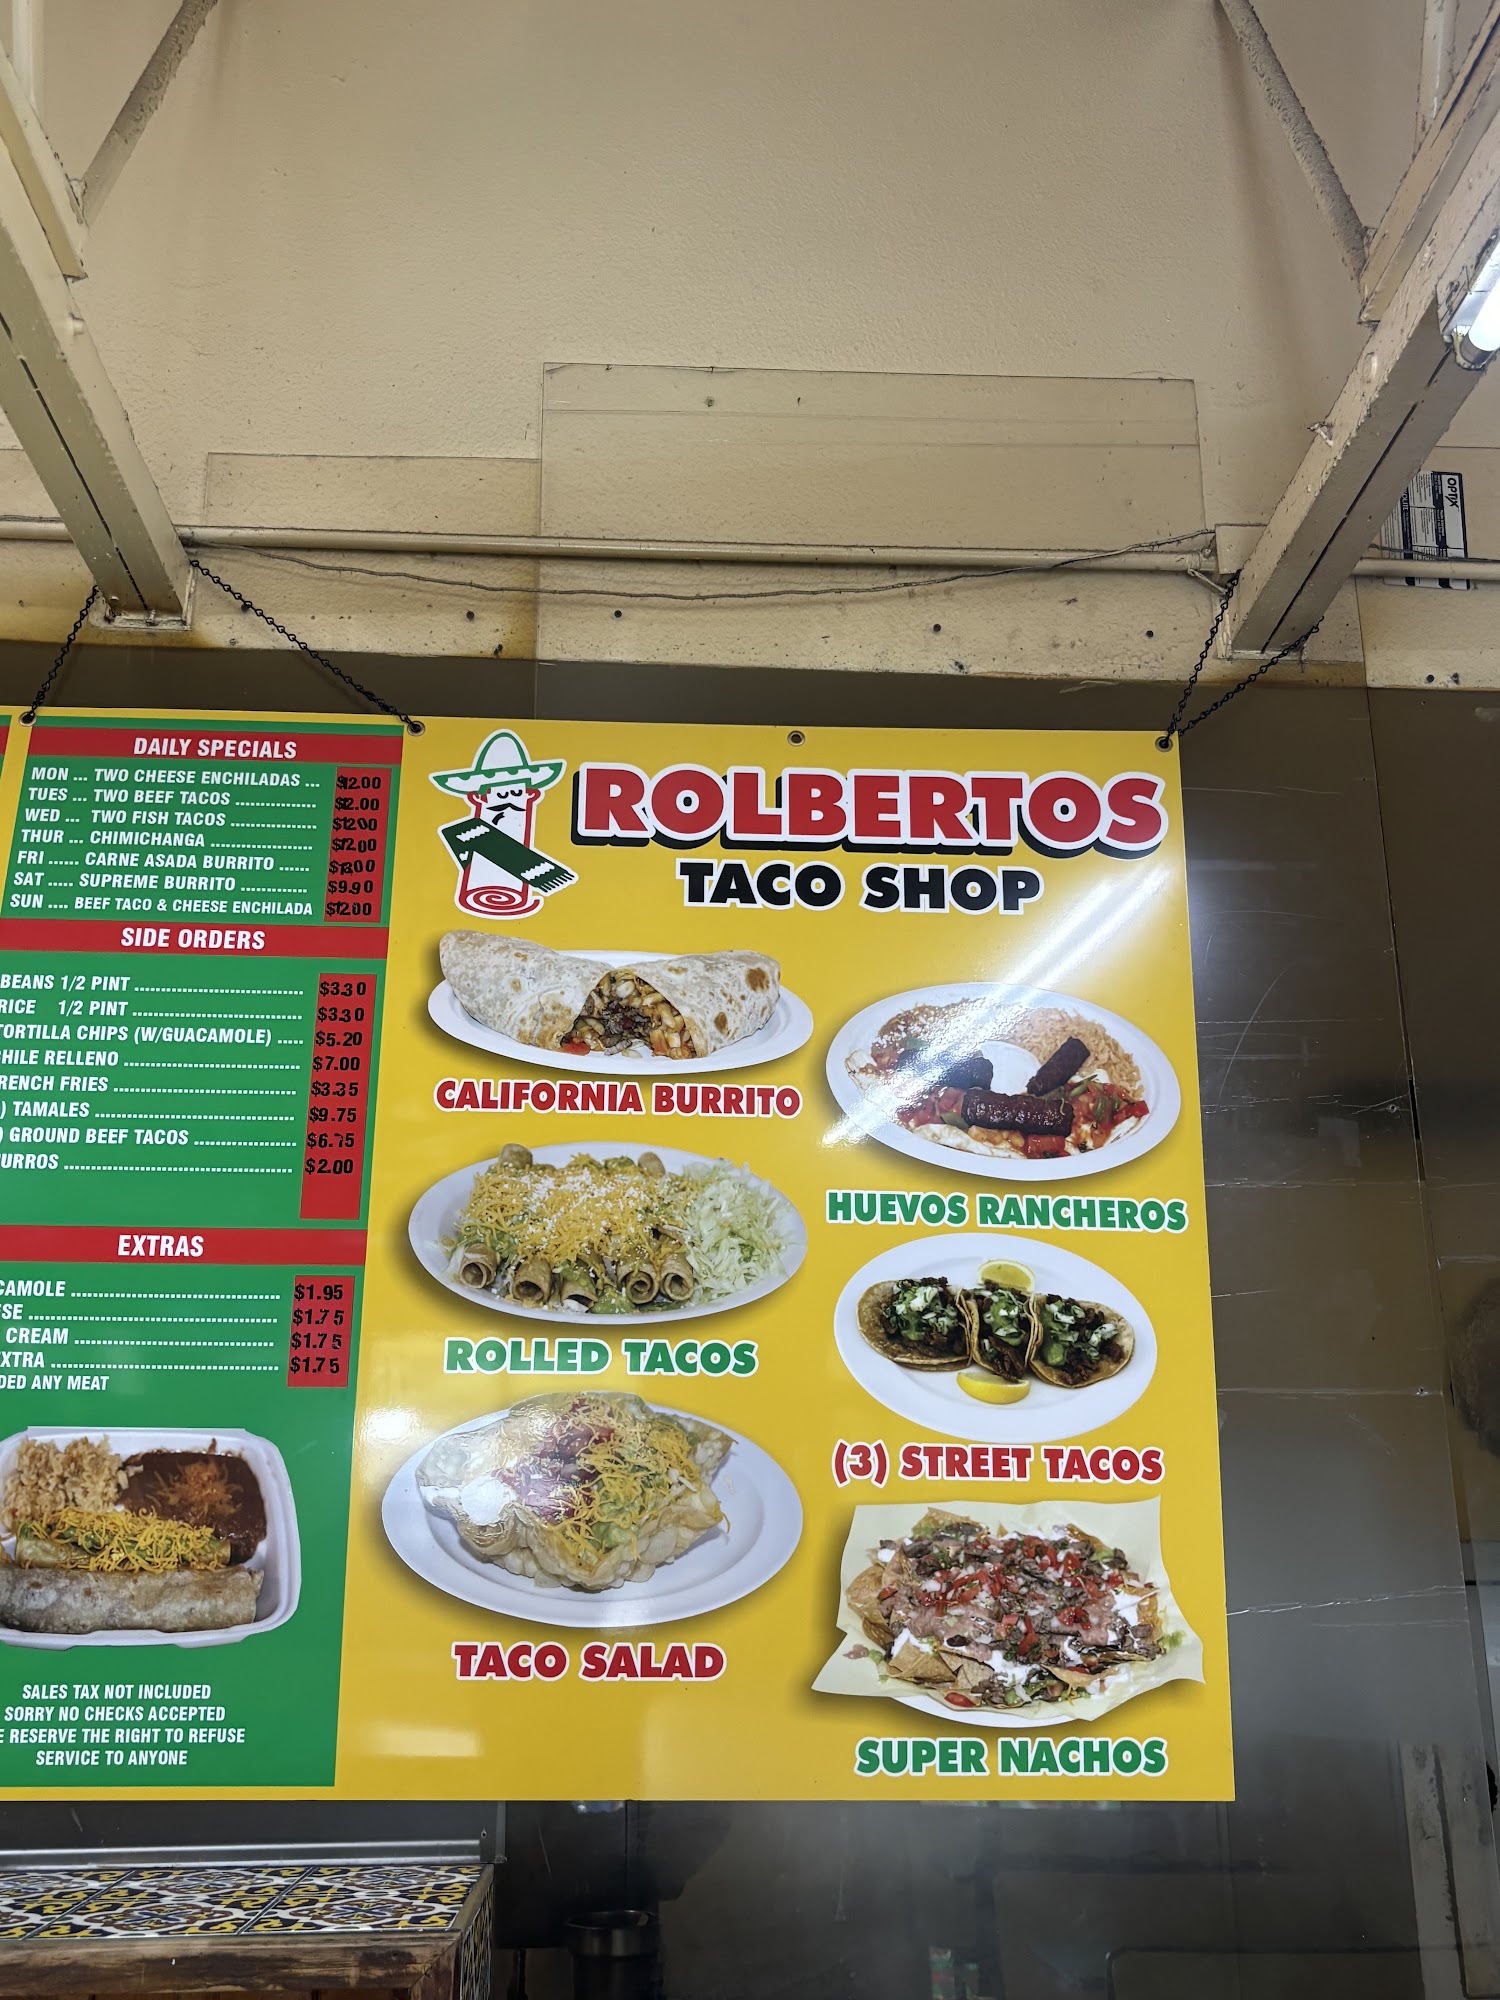 DAILY SPECIALS
MON ... TWO CHEESE ENCHILADAS ... $12.00
TUES ... TWO BEEF TACOS ................ $12.00
WED ... TWO FISH TACOS ................. $12.00
THUR ... CHIMICHANGA .................... $12.00
FRI ...... CARNE ASADA BURRITO ...... $13.00
SAT ..... SUPREME BURRITO ............. $9.90
SUN .... BEEF TACO & CHEESE ENCHILADA $12.00
SIDE ORDERS
BEANS 1/2 PINT ................................. $3.30
RICE 1/2 PINT ................................. $3.30
TORTILLA CHIPS (W/GUACAMOLE) ..... $5.20
HILE RELLENO .................................. $7.00
RENCH FRIES .................................... $3.35
) TAMALES ....................................... $9.75
) GROUND BEEF TACOS .................... $6.75
URROS ............................................. $2.00
EXTRAS
CAMOLE .......................................... $1.95
SE .................................................. $1.75
CREAM ........................................ $1.75
XTRA ............................................... $1.75
DED ANY MEAT
SALES TAX NOT INCLUDED
SORRY NO CHECKS ACCEPTED
E RESERVE THE RIGHT TO REFUSE
SERVICE TO ANYONE
ROLBERTOS
TACO SHOP
CALIFORNIA BURRITO
HUEVOS RANCHEROS
ROLLED TACOS
(3) STREET TACOS
TACO SALAD
SUPER NACHOS
OPTIX